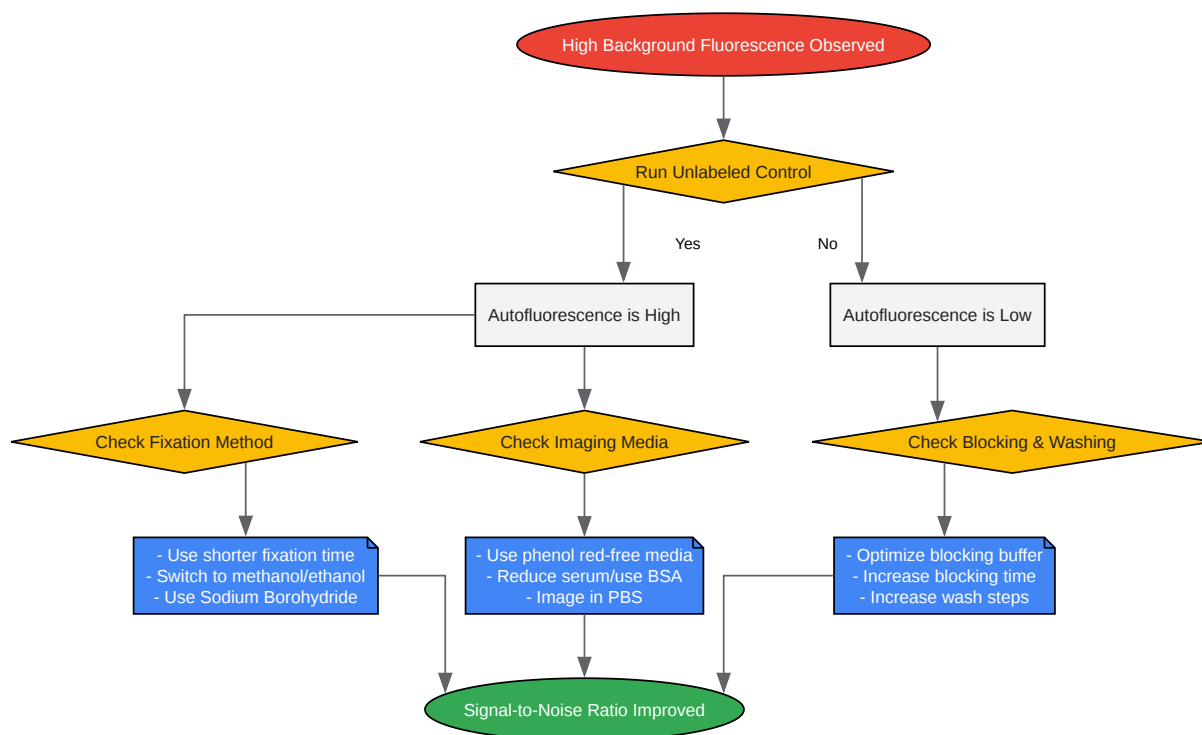 High Background Fluorescence Observed
Run Unlabeled Control
Yes
No
Autofluorescence is High
Autofluorescence is Low
Check Fixation Method
Check Imaging Media
Check Blocking & Washing
- Use shorter fixation time
- Switch to methanol/ethanol
- Use Sodium Borohydride
- Use phenol red-free media
- Reduce serum/use BSA
- Image in PBS
- Optimize blocking buffer
- Increase blocking time
- Increase wash steps
Signal-to-Noise Ratio Improved